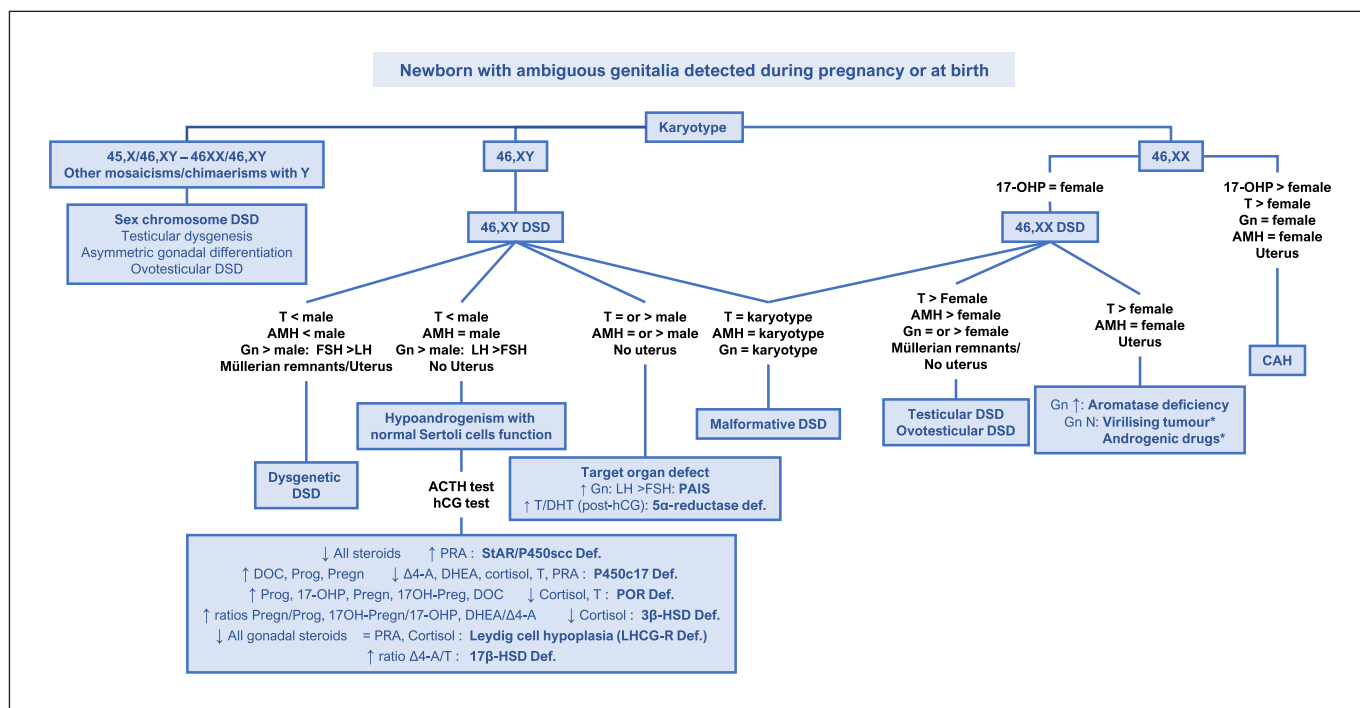 Newborn with ambiguous genitalia detected during pregnancy or at birth
Karyotype
45,X/46,XY – 46XX/46,XY
Other mosaicisms/chimaerisms with Y
Sex chromosome DSD
Testicular dysgenesis
Asymmetric gonadal differentiation
Ovotesticular DSD
46,XY
46,XY DSD
T < male
AMH < male
Gn > male: FSH >LH
Müllerian remnants/Uterus
Dysgenetic
DSD
T < male
AMH = male
Gn > male: LH >FSH
No Uterus
Hypoandrogenism with
normal Sertoli cells function
ACTH test
hCG test
↓ All steroids ↑ PRA : StAR/P450scc Def.
↑ DOC, Prog, Pregn ↓ Δ4-A, DHEA, cortisol, T, PRA : P450c17 Def.
↑ Prog, 17-OHP, Pregn, 17OH-Preg, DOC ↓ Cortisol, T : POR Def.
↑ ratios Pregn/Prog, 17OH-Pregn/17-OHP, DHEA/Δ4-A ↓ Cortisol : 3β-HSD Def.
↓ All gonadal steroids = PRA, Cortisol : Leydig cell hypoplasia (LHCG-R Def.)
↑ ratio Δ4-A/T : 17β-HSD Def.
T = or > male
AMH = or > male
No uterus
Target organ defect
↑ Gn: LH >FSH: PAIS
↑ T/DHT (post-hCG): 5α-reductase def.
T = karyotype
AMH = karyotype
Gn = karyotype
Malformative DSD
46,XX
17-OHP = female
46,XX DSD
T > Female
AMH > female
Gn = or > female
Müllerian remnants/
No uterus
Testicular DSD
Ovotesticular DSD
T > female
AMH = female
Uterus
Gn ↑: Aromatase deficiency
Gn N: Virilising tumour*
Androgenic drugs*
17-OHP > female
T > female
Gn = female
AMH = female
Uterus
CAH